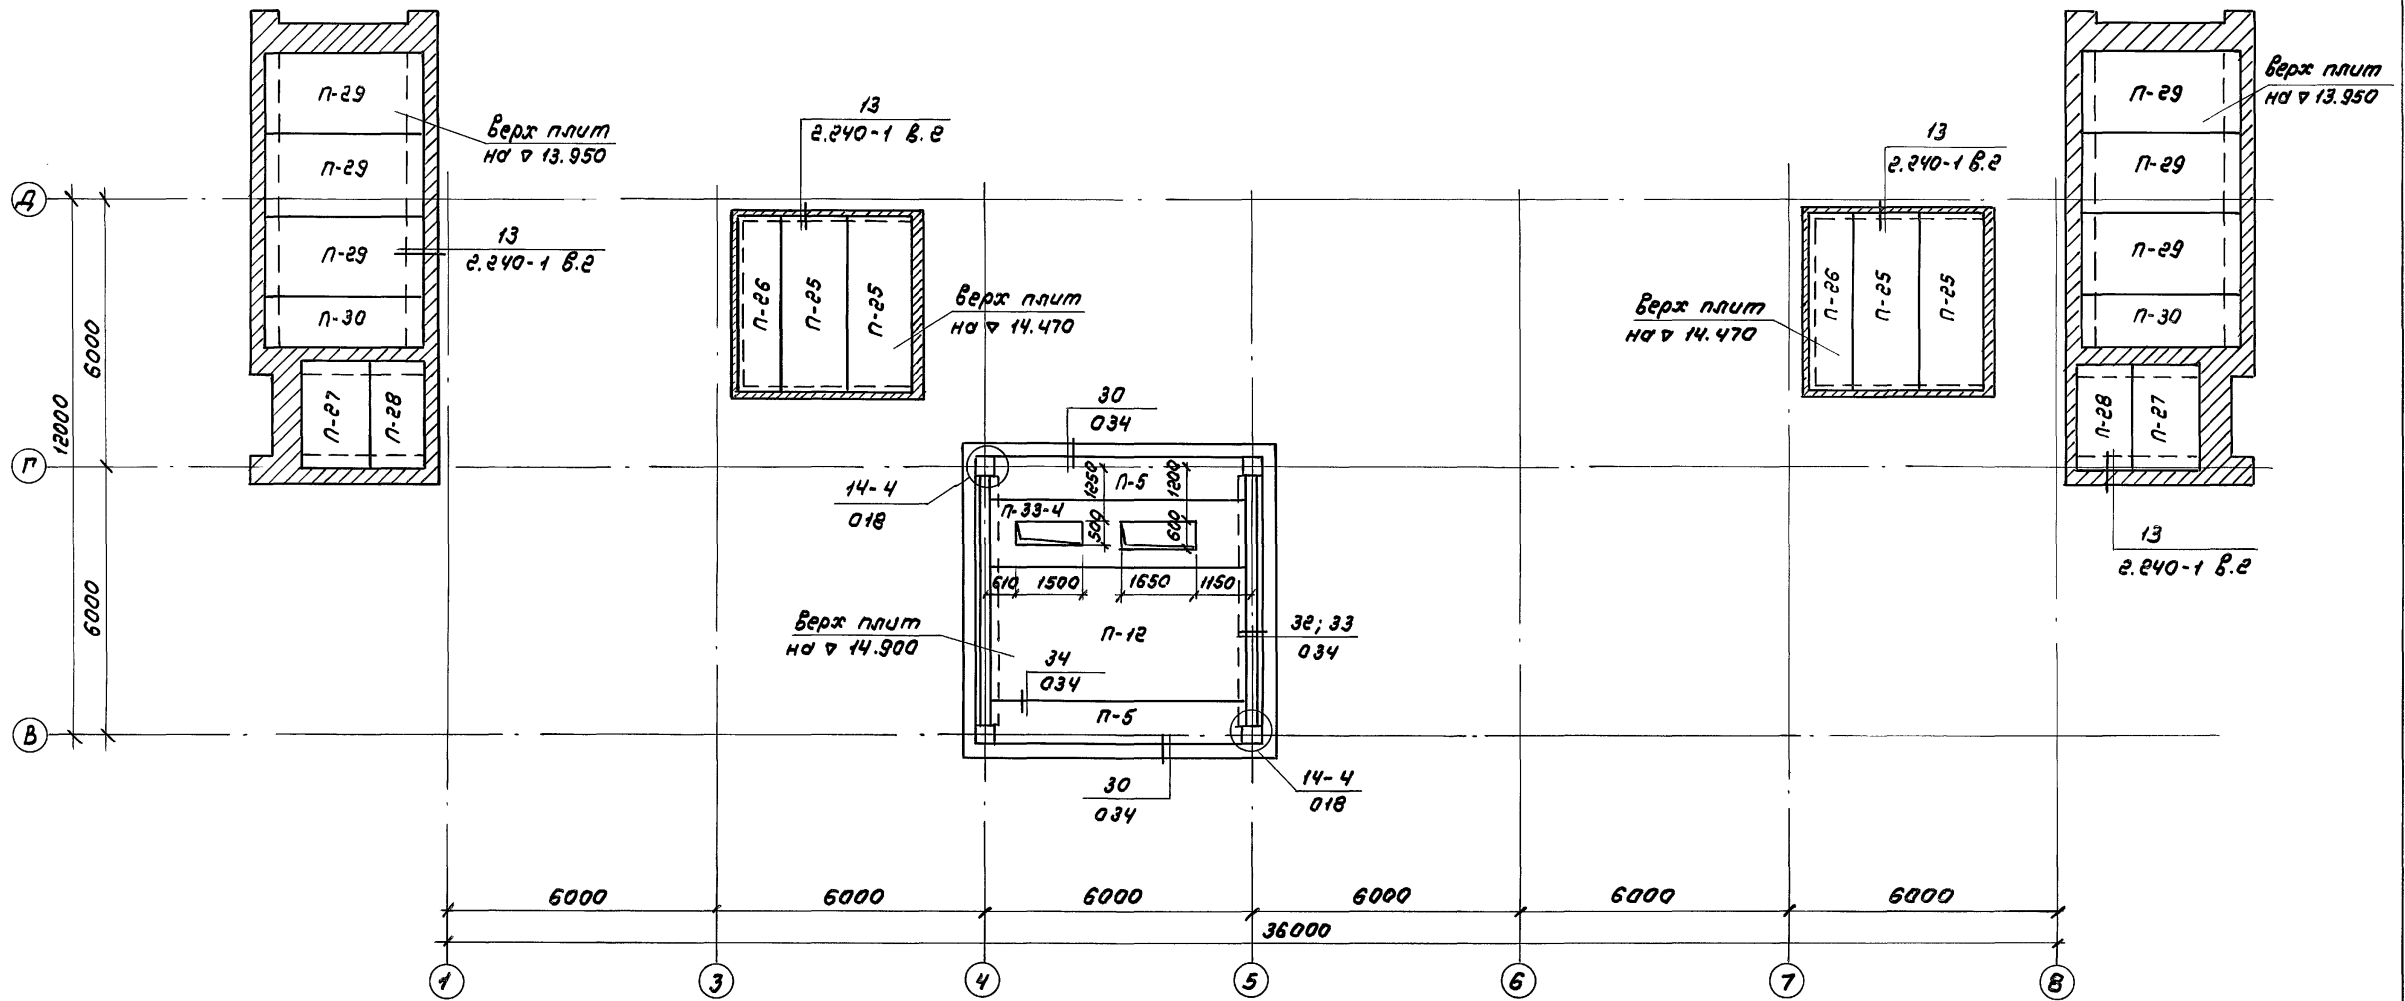 П-29
П-29
П-29
П-30
П-27
П-28
Верх плит
на ▽ 13.950
13
2.240-1 в.2
13
2.240-1 в.2
П-26
П-25
П-25
Верх плит
на ▽ 14.470
13
2.240-1 в.2
П-26
П-25
П-25
Верх плит
на ▽ 14.470
П-29
П-29
П-29
П-30
П-28
П-27
Верх плит
на ▽ 13.950
13
2.240-1 в.2
Д
Г
В
12000
6000
6000
30
034
14-4
018
П-5
1250
1200
П-33-4
500
600
610
1500
1650
1150
Верх плит
на ▽ 14.900
П-12
32; 33
034
34
034
П-5
30
034
14-4
018
6000
6000
6000
6000
6000
6000
36000
1
3
4
5
6
7
8